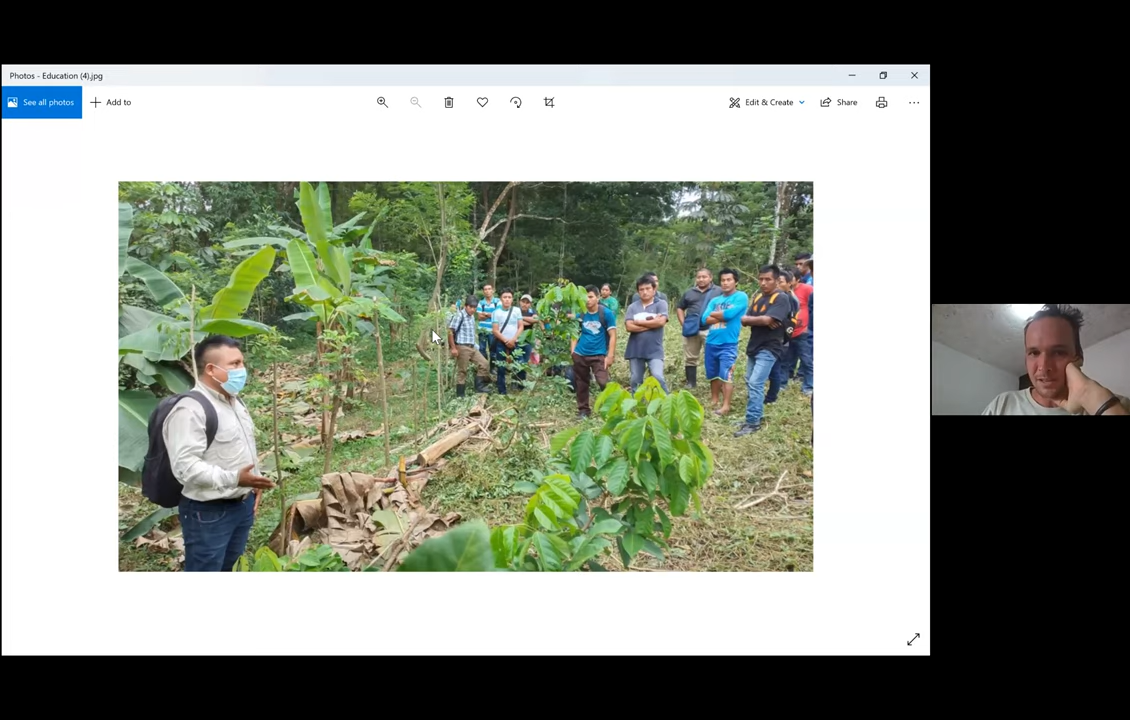 Photos - Education (4).jpg
See all photos
Add to
Edit & Create
Share